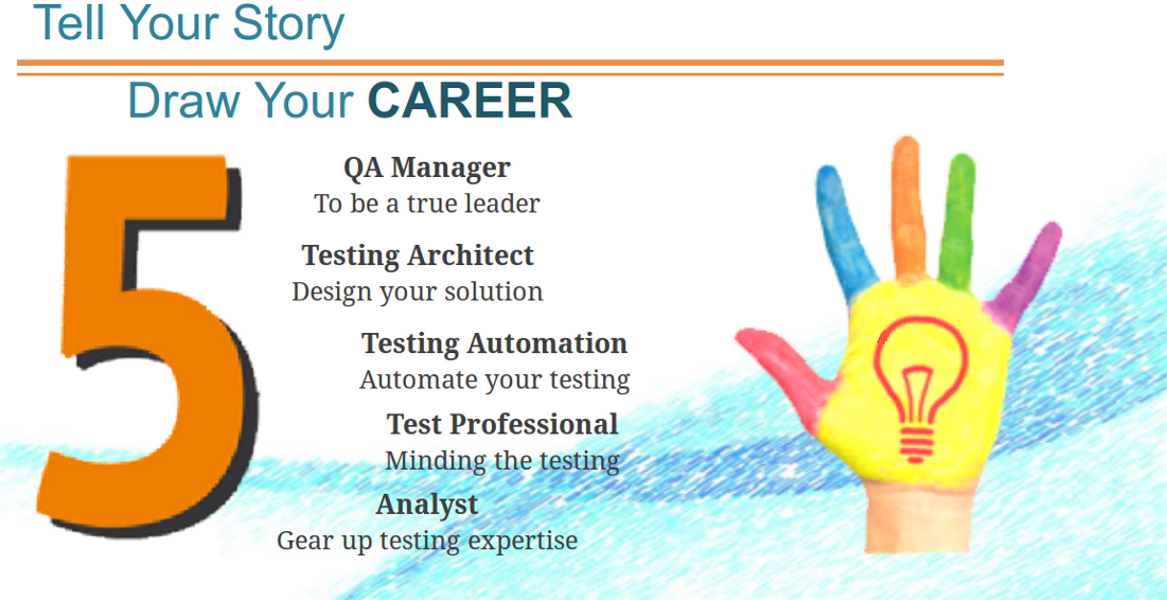 Tell Your Story
Draw Your CAREER
5
QA Manager
To be a true leader
Testing Architect
Design your solution
Testing Automation
Automate your testing
Test Professional
Minding the testing
Analyst
Gear up testing expertise